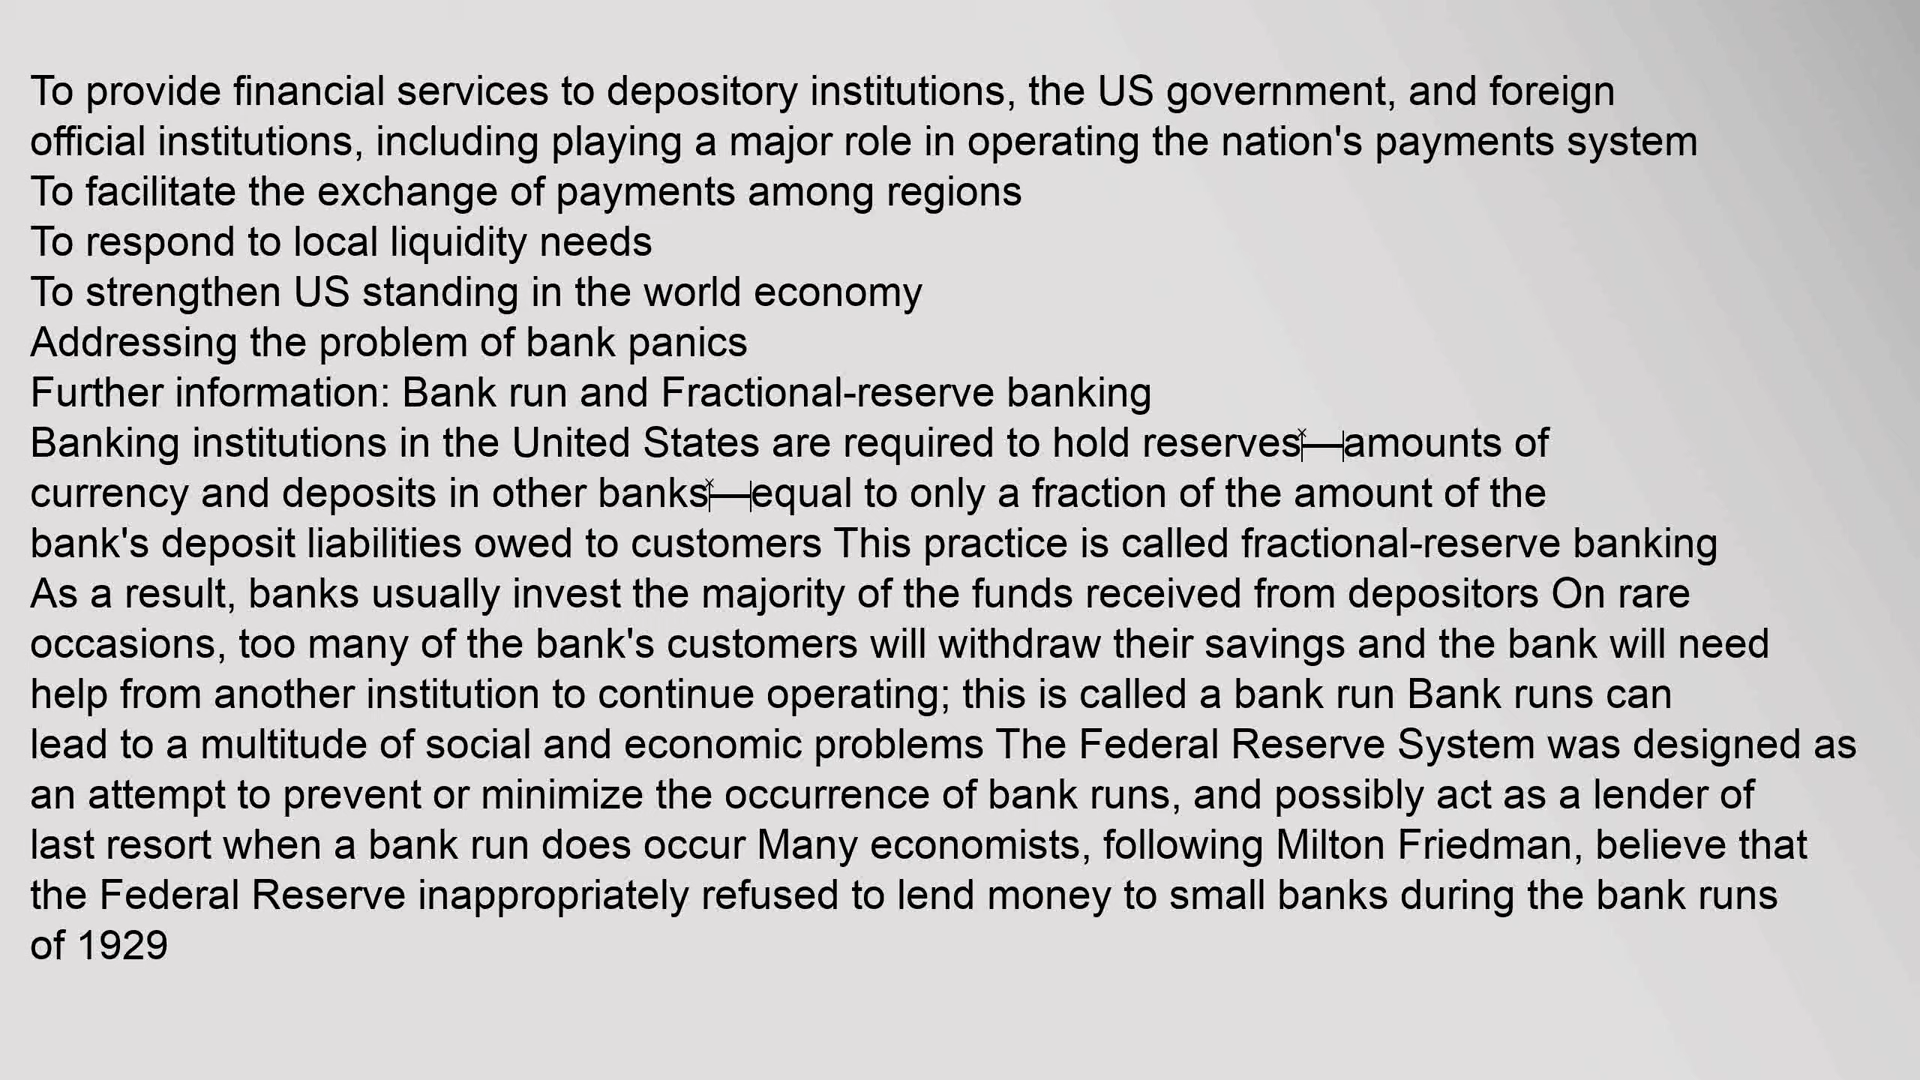 To provide financial services to depository institutions, the US government, and foreign
official institutions, including playing a major role in operating the nation's payments system
To facilitate the exchange of payments among regions
To respond to local liquidity needs
To strengthen US standing in the world economy
Addressing the problem of bank panics
Further information: Bank run and Fractional-reserve banking
Banking institutions in the United States are required to hold reserves—amounts of
currency and deposits in other banks—equal to only a fraction of the amount of the
bank's deposit liabilities owed to customers This practice is called fractional-reserve banking
As a result, banks usually invest the majority of the funds received from depositors On rare
occasions, too many of the bank's customers will withdraw their savings and the bank will need
help from another institution to continue operating; this is called a bank run Bank runs can
lead to a multitude of social and economic problems The Federal Reserve System was designed as
an attempt to prevent or minimize the occurrence of bank runs, and possibly act as a lender of
last resort when a bank run does occur Many economists, following Milton Friedman, believe that
the Federal Reserve inappropriately refused to lend money to small banks during the bank runs
of 1929